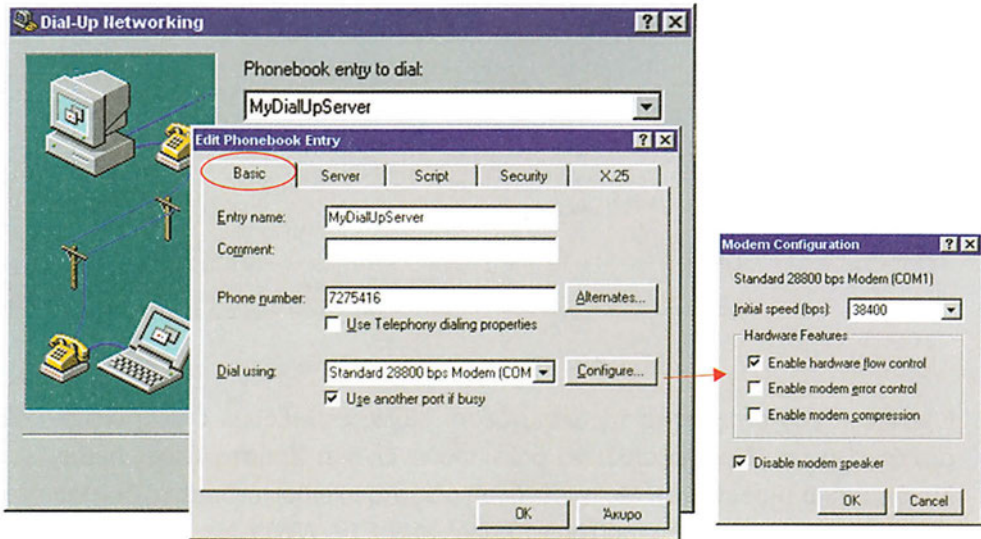 Dial-Up Networking
Phonebook entry to dial:
MyDialUpServer
Edit Phonebook Entry
Basic
Server
Script
Security
X.25
Entry name:
MyDialUpServer
Comment:
Phone number:
7275416
Alternates...
Use Telephony dialing properties
Dial using:
Standard 28800 bps Modem (COM
Configure...
Use another port if busy
OK
Άκυρο
Modem Configuration
Standard 28800 bps Modem (COM1)
Initial speed (bps):
38400
Hardware Features
Enable hardware flow control
Enable modem error control
Enable modem compression
Disable modem speaker
OK
Cancel